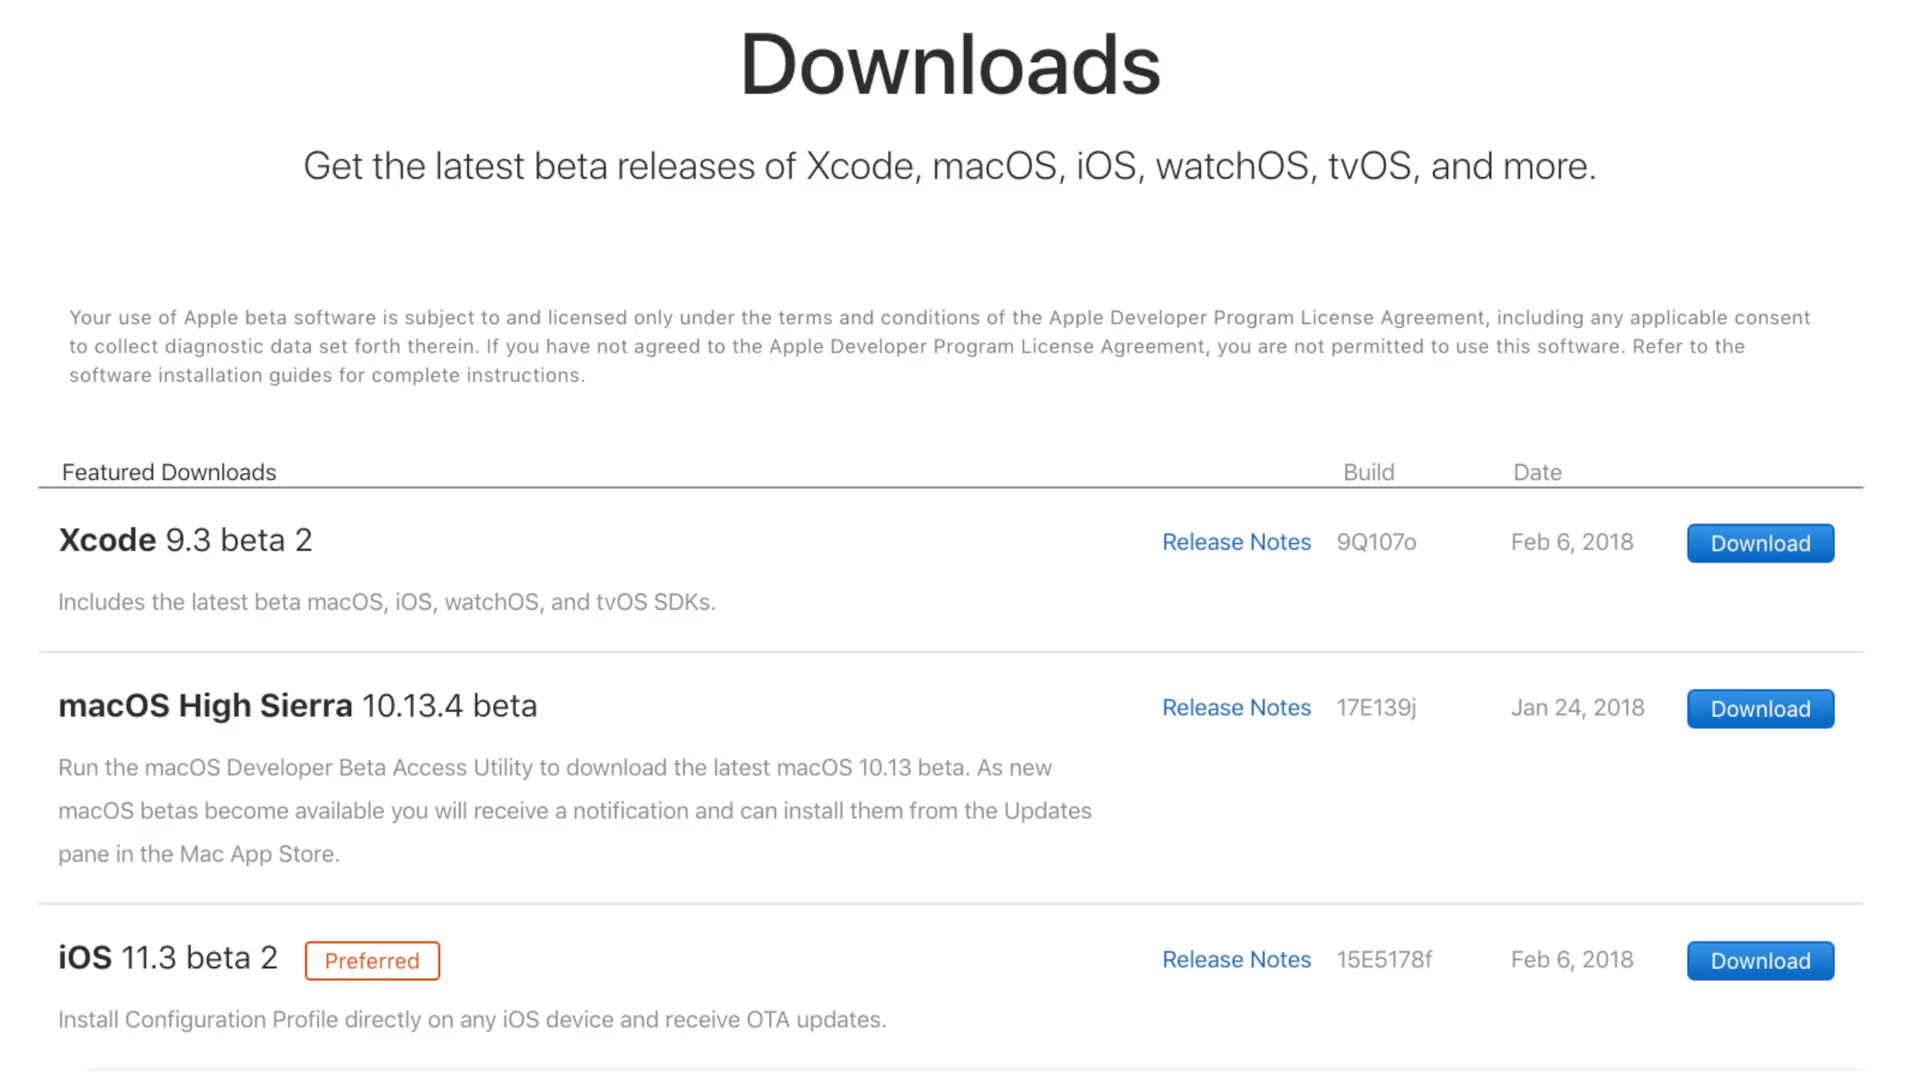 Downloads
Get the latest beta releases of Xcode, macOS, iOS, watchOS, tvOS, and more.
Your use of Apple beta software is subject to and licensed only under the terms and conditions of the Apple Developer Program License Agreement, including any applicable consent
to collect diagnostic data set forth therein. If you have not agreed to the Apple Developer Program License Agreement, you are not permitted to use this software. Refer to the
software installation guides for complete instructions.
Featured Downloads Build Date
Xcode 9.3 beta 2 Release Notes 9Q107o Feb 6, 2018 Download
Includes the latest beta macOS, iOS, watchOS, and tvOS SDKs.
macOS High Sierra 10.13.4 beta Release Notes 17E139j Jan 24, 2018 Download
Run the macOS Developer Beta Access Utility to download the latest macOS 10.13 beta. As new
macOS betas become available you will receive a notification and can install them from the Updates
pane in the Mac App Store.
iOS 11.3 beta 2 Preferred Release Notes 15E5178f Feb 6, 2018 Download
Install Configuration Profile directly on any iOS device and receive OTA updates.